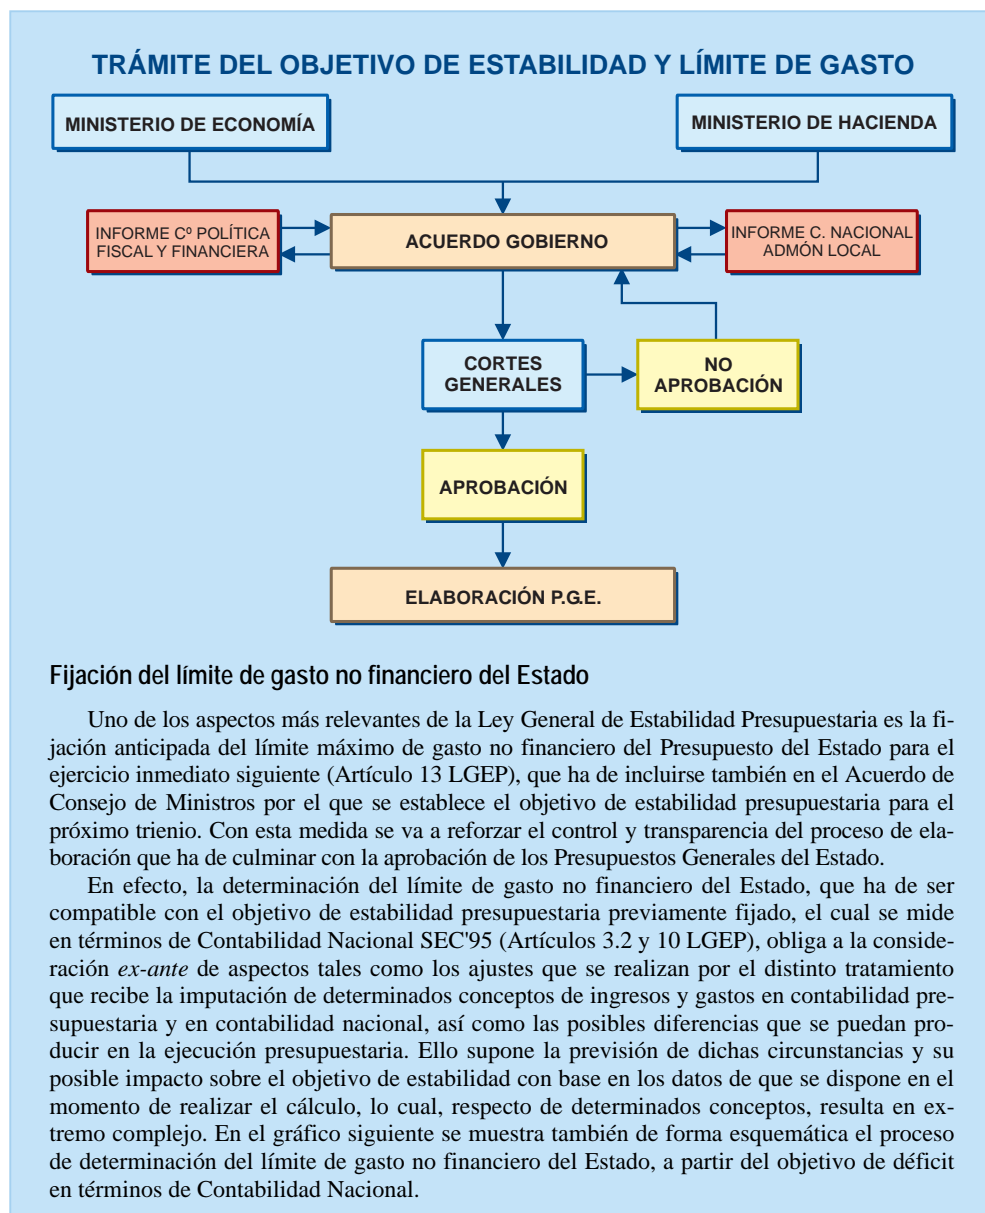 TRÁMITE DEL OBJETIVO DE ESTABILIDAD Y LÍMITE DE GASTO
MINISTERIO DE ECONOMÍA
MINISTERIO DE HACIENDA
INFORME Cº POLÍTICA
FISCAL Y FINANCIERA
ACUERDO GOBIERNO
INFORME C. NACIONAL
ADMÓN LOCAL
CORTES
GENERALES
NO
APROBACIÓN
APROBACIÓN
ELABORACIÓN P.G.E.
Fijación del límite de gasto no financiero del Estado
Uno de los aspectos más relevantes de la Ley General de Estabilidad Presupuestaria es la fi-
jación anticipada del límite máximo de gasto no financiero del Presupuesto del Estado para el
ejercicio inmediato siguiente (Artículo 13 LGEP), que ha de incluirse también en el Acuerdo de
Consejo de Ministros por el que se establece el objetivo de estabilidad presupuestaria para el
próximo trienio. Con esta medida se va a reforzar el control y transparencia del proceso de ela-
boración que ha de culminar con la aprobación de los Presupuestos Generales del Estado.
En efecto, la determinación del límite de gasto no financiero del Estado, que ha de ser
compatible con el objetivo de estabilidad presupuestaria previamente fijado, el cual se mide
en términos de Contabilidad Nacional SEC'95 (Artículos 3.2 y 10 LGEP), obliga a la conside-
ración ex-ante de aspectos tales como los ajustes que se realizan por el distinto tratamiento
que recibe la imputación de determinados conceptos de ingresos y gastos en contabilidad pre-
supuestaria y en contabilidad nacional, así como las posibles diferencias que se puedan pro-
ducir en la ejecución presupuestaria. Ello supone la previsión de dichas circunstancias y su
posible impacto sobre el objetivo de estabilidad con base en los datos de que se dispone en el
momento de realizar el cálculo, lo cual, respecto de determinados conceptos, resulta en ex-
tremo complejo. En el gráfico siguiente se muestra también de forma esquemática el proceso
de determinación del límite de gasto no financiero del Estado, a partir del objetivo de déficit
en términos de Contabilidad Nacional.